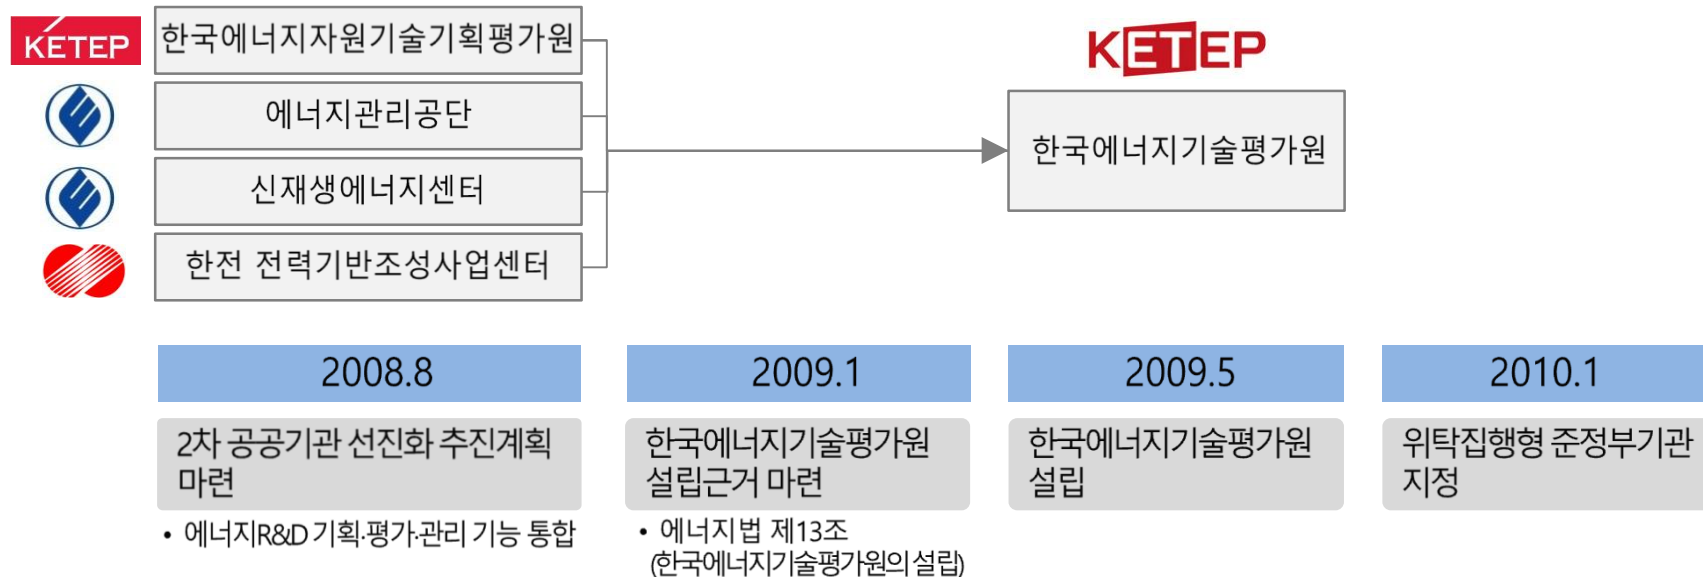 KETEP
한국에너지자원기술기획평가원
에너지관리공단
신재생에너지센터
한전 전력기반조성사업센터
KETEP
한국에너지기술평가원
2008.8
2차 공공기관 선진화 추진계획
마련
• 에너지R&D 기획·평가·관리 기능 통합
2009.1
한국에너지기술평가원
설립근거 마련
• 에너지법 제13조
(한국에너지기술평가원의 설립)
2009.5
한국에너지기술평가원
설립
2010.1
위탁집행형 준정부기관
지정